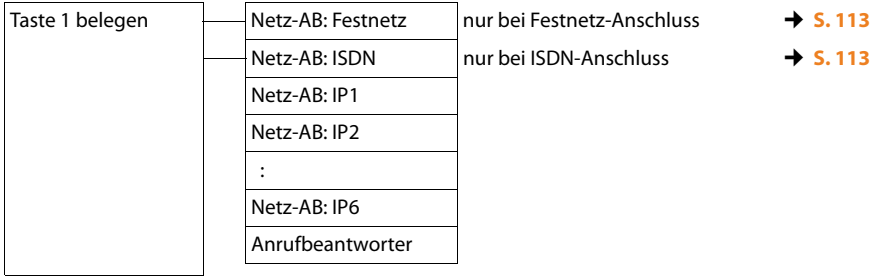 Taste 1 belegen Netz-AB: Festnetz nur bei Festnetz-Anschluss ➔ S. 113
Netz-AB: ISDN nur bei ISDN-Anschluss ➔ S. 113
Netz-AB: IP1
Netz-AB: IP2
:
Netz-AB: IP6
Anrufbeantworter